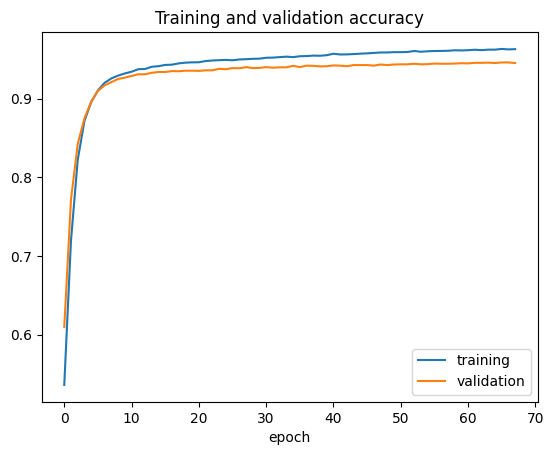 Training and validation accuracy
0.9
0.8
0.7
0.6
training
validation
0 10 20 30 40 50 60 70
epoch